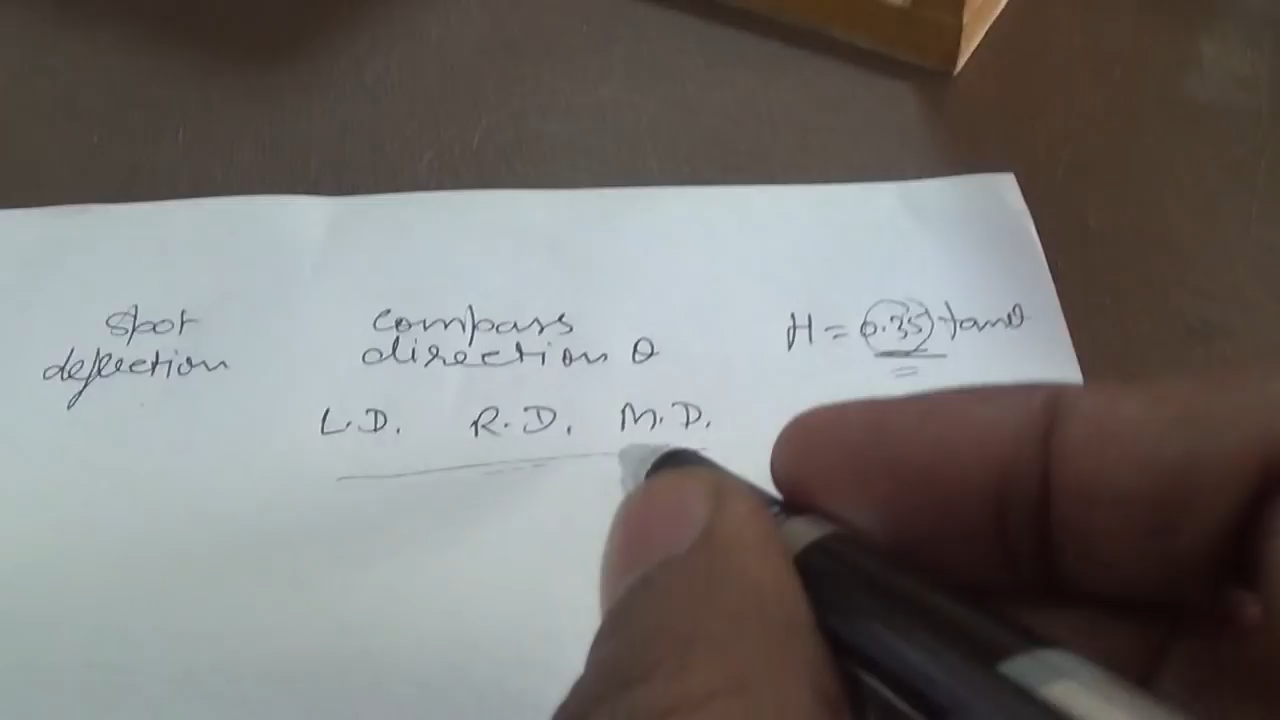 spot
deflection
compass
direction θ
H = 0.35 tanθ
L.D. R.D. M.D.